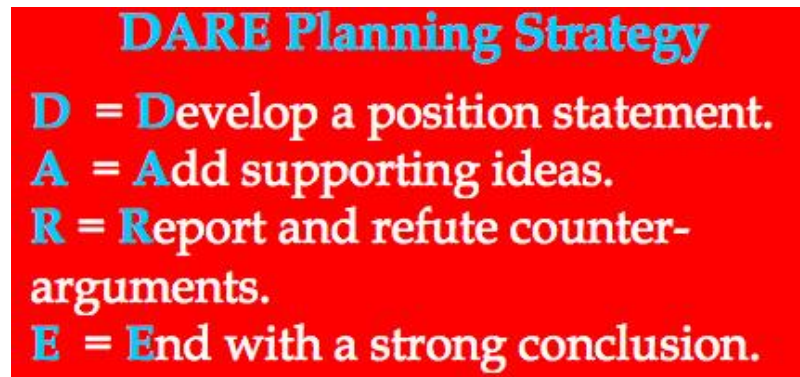 DARE Planning Strategy
D = Develop a position statement.
A = Add supporting ideas.
R = Report and refute counter-
arguments.
E = End with a strong conclusion.